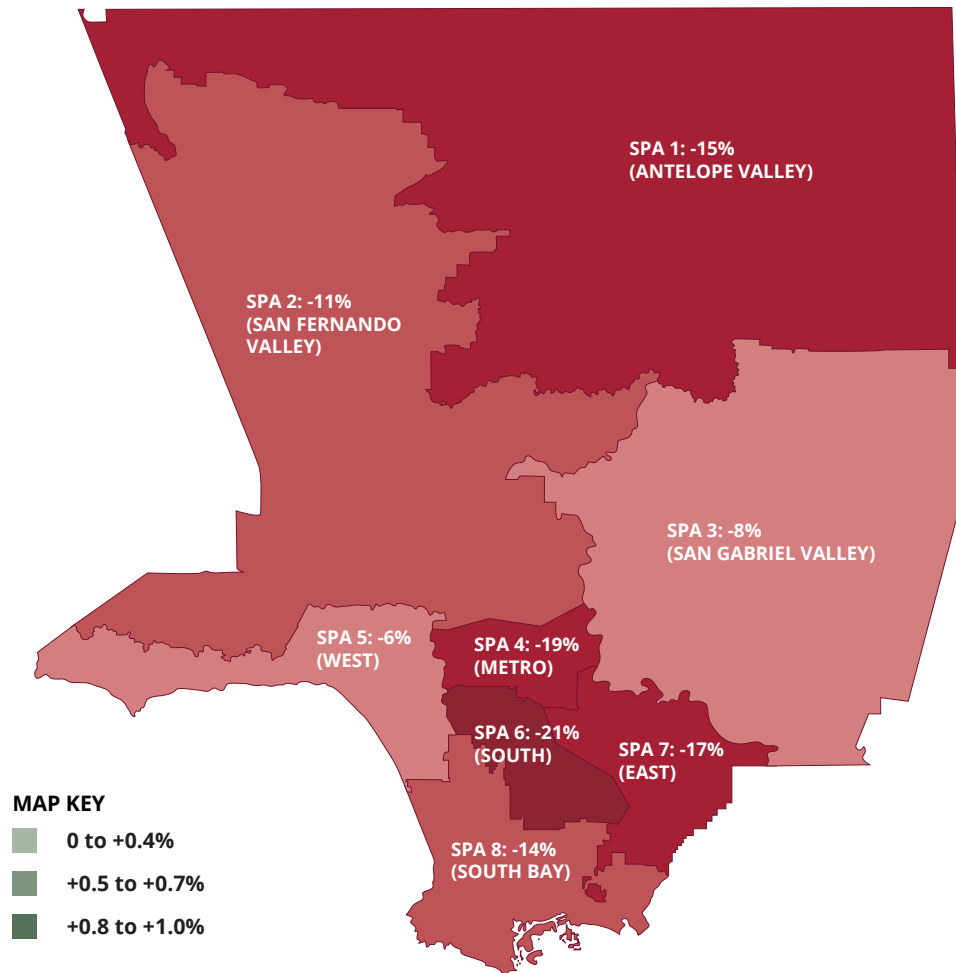 SPA 1: -15%
(ANTELOPE VALLEY)
SPA 2: -11%
(SAN FERNANDO
VALLEY)
SPA 3: -8%
(SAN GABRIEL VALLEY)
SPA 5: -6%
(WEST)
SPA 4: -19%
(METRO)
SPA 6: -21%
(SOUTH)
SPA 7: -17%
(EAST)
SPA 8: -14%
(SOUTH BAY)
MAP KEY
0 to +0.4%
+0.5 to +0.7%
+0.8 to +1.0%